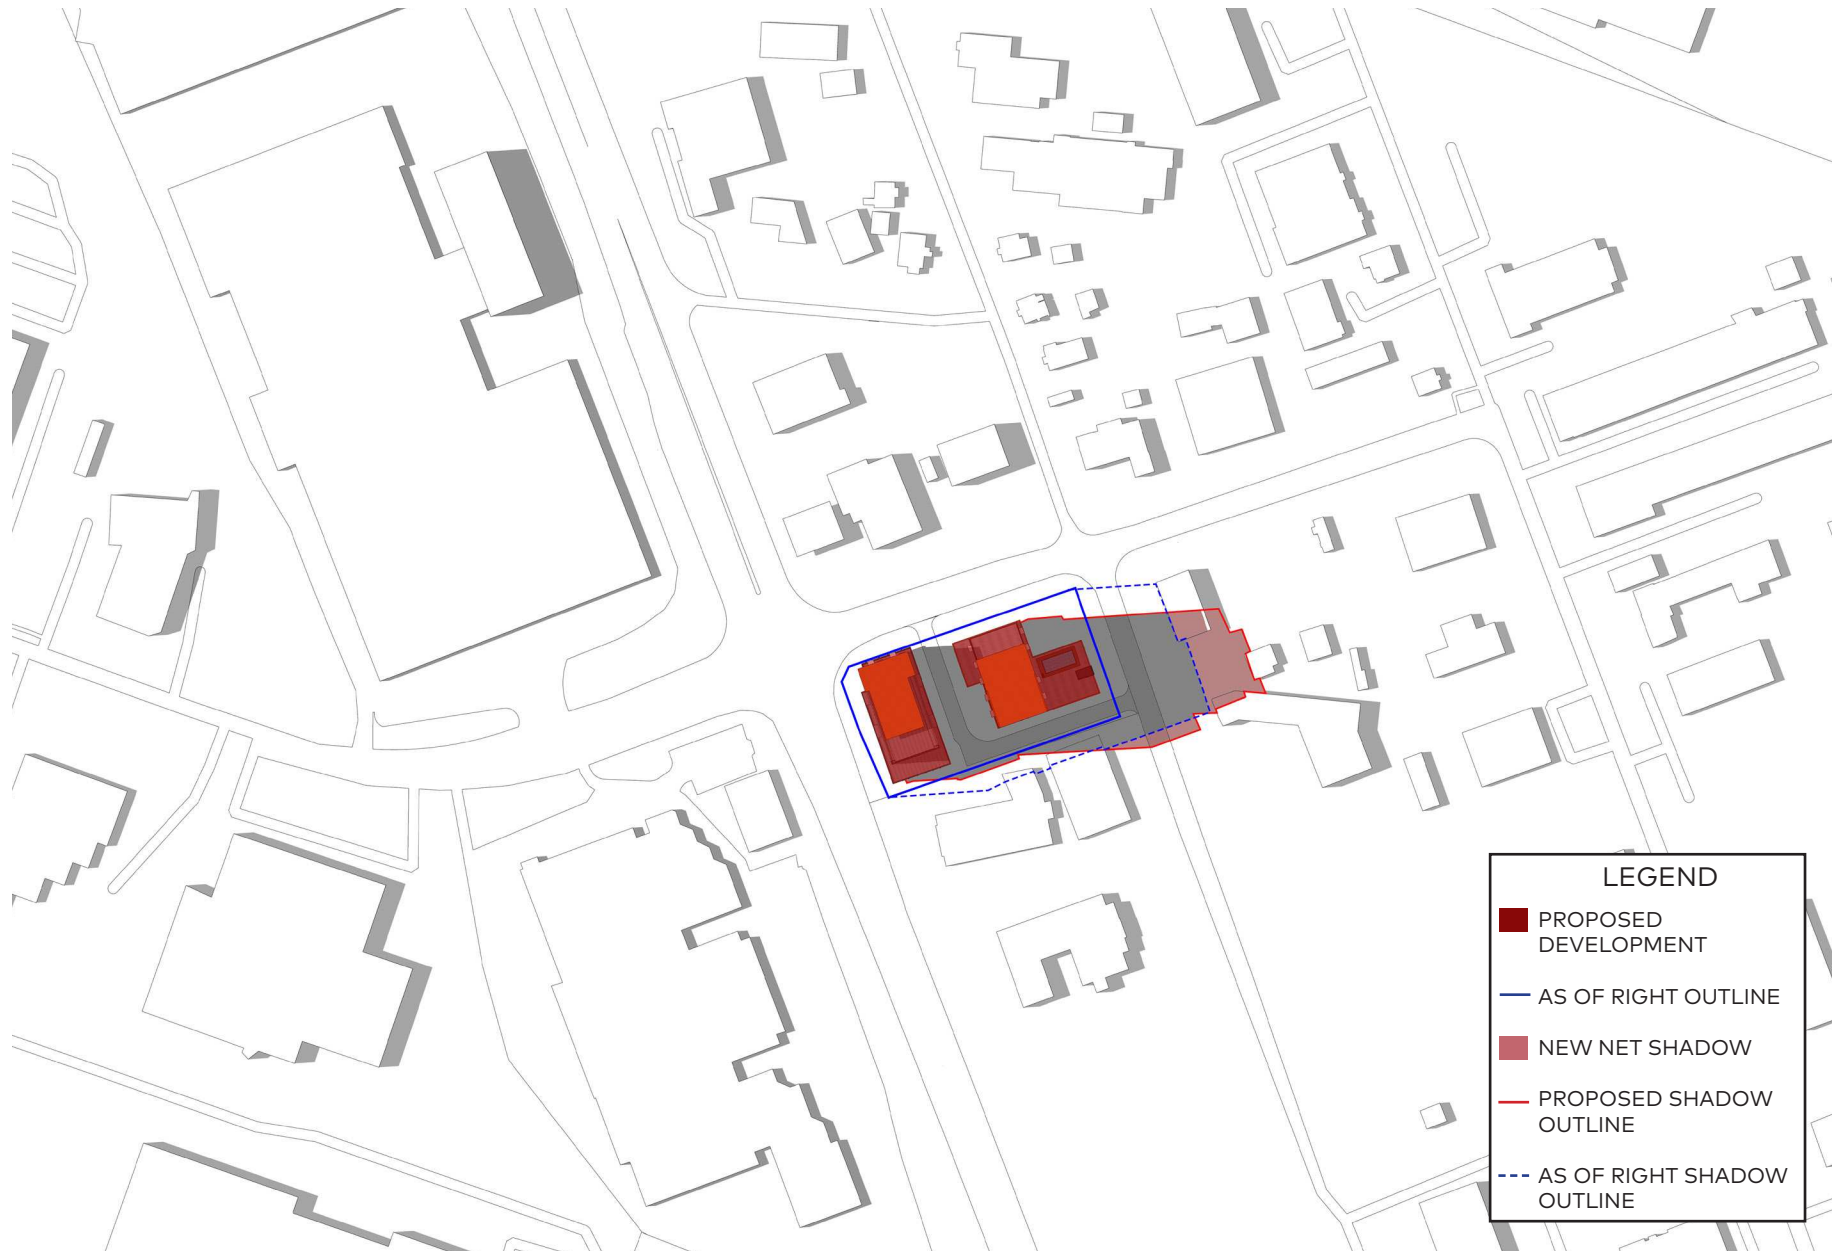 LEGEND
PROPOSED
DEVELOPMENT
AS OF RIGHT OUTLINE
NEW NET SHADOW
PROPOSED SHADOW
OUTLINE
AS OF RIGHT SHADOW
OUTLINE